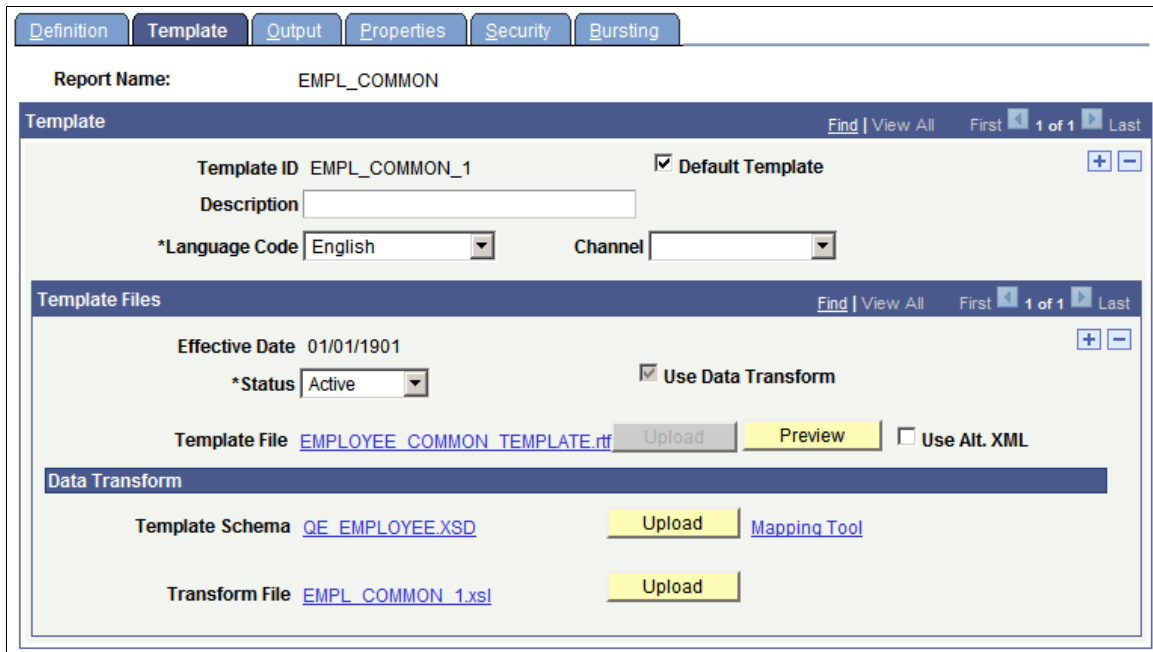 Definition Template Output Properties Security Bursting
Report Name: EMPL_COMMON
Template Find | View All First 1 of 1 Last
Template ID EMPL_COMMON_1 Default Template
Description
*Language Code English Channel
Template Files Find | View All First 1 of 1 Last
Effective Date 01/01/1901
*Status Active Use Data Transform
Template File EMPLOYEE_COMMON_TEMPLATE.rtf Upload Preview Use Alt. XML
Data Transform
Template Schema QE_EMPLOYEE.XSD Upload Mapping Tool
Transform File EMPL_COMMON_1.xsl Upload